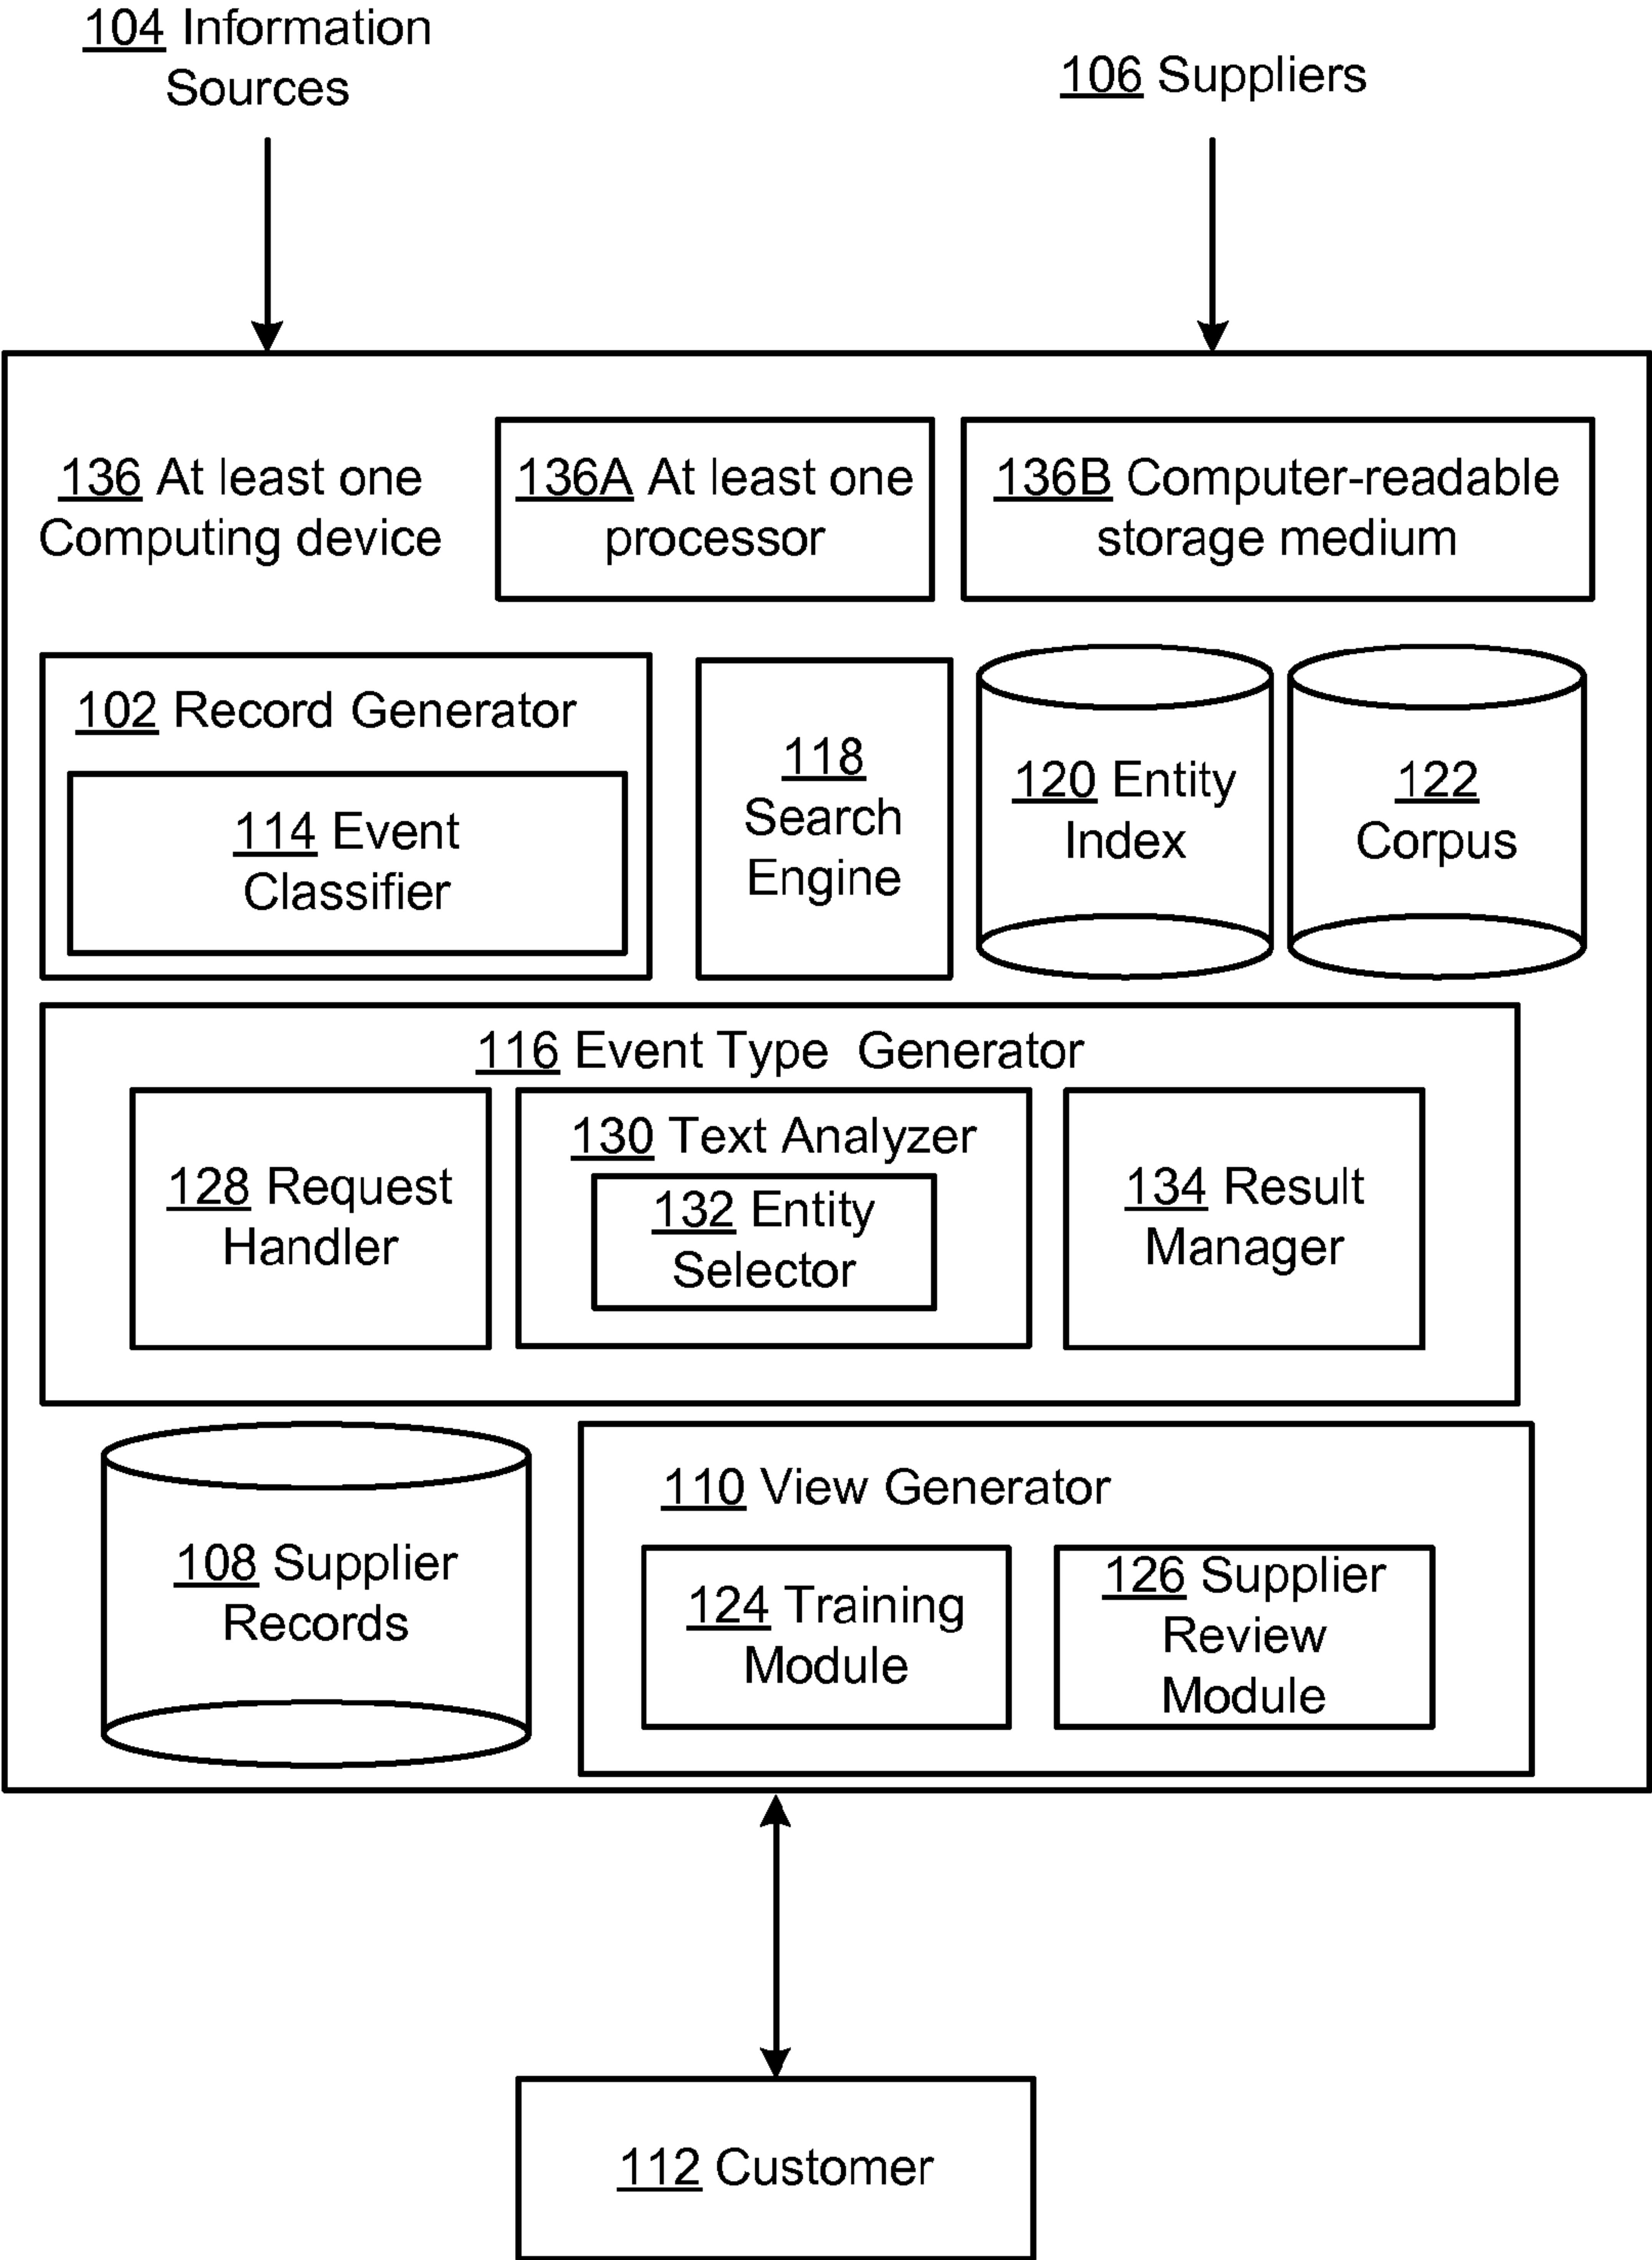 104 Information
Sources
106 Suppliers
136 At least one
Computing device
136A At least one
processor
136B Computer-readable
storage medium
102 Record Generator
114 Event
Classifier
118
Search
Engine
120 Entity
Index
122
Corpus
116 Event Type Generator
128 Request
Handler
130 Text Analyzer
132 Entity
Selector
134 Result
Manager
108 Supplier
Records
110 View Generator
124 Training
Module
126 Supplier
Review
Module
112 Customer